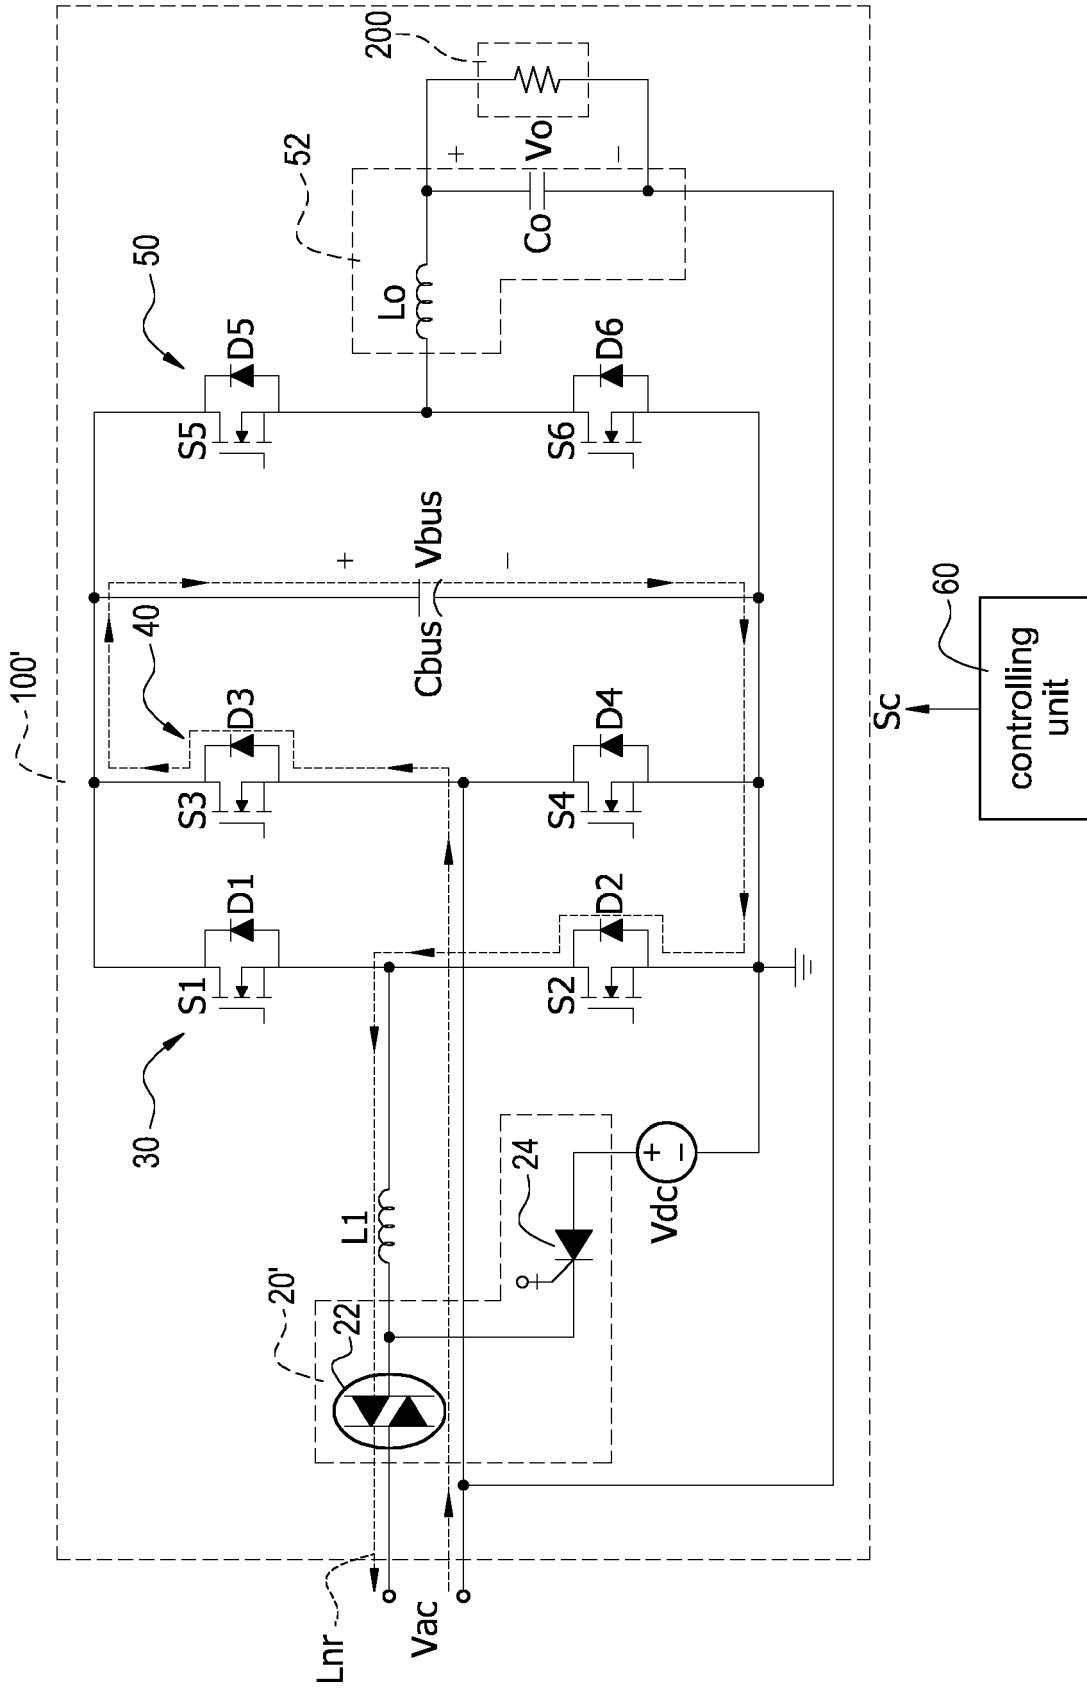 100'
30
40
50
52
200
S1
D1
S3
D3
S5
D5
Lo
+
Vo
−
Co
20'
22
L1
Lnr
Vac
Cbus
+
Vbus
−
24
S2
D2
S4
D4
S6
D6
Vdc
+
−
Sc
60
controlling
unit